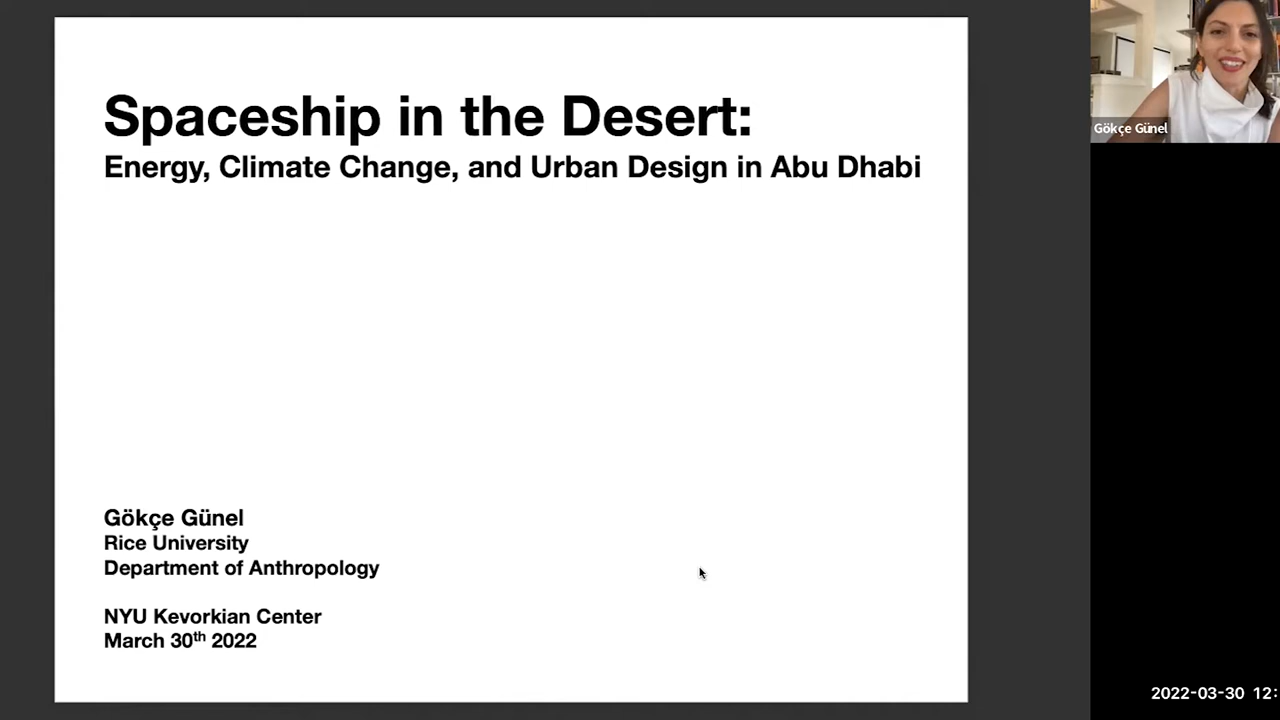 Spaceship in the Desert:
Energy, Climate Change, and Urban Design in Abu Dhabi
Gökçe Günel
Rice University
Department of Anthropology
NYU Kevorkian Center
March 30th 2022
Gökçe Günel
2022-03-30 12: